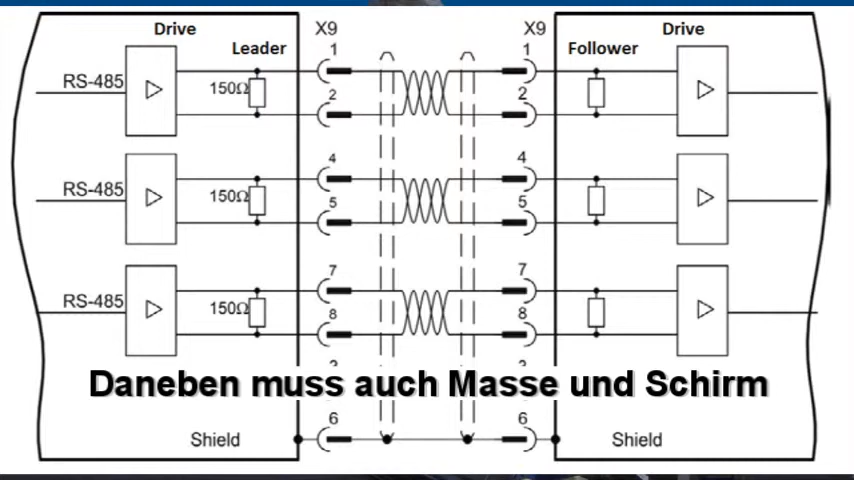 Drive
X9
X9
Drive
Leader
Follower
RS-485
150Ω
1
2
1
2
RS-485
150Ω
4
5
4
5
RS-485
150Ω
7
8
7
8
Daneben muss auch Masse und Schirm
6
6
Shield
Shield